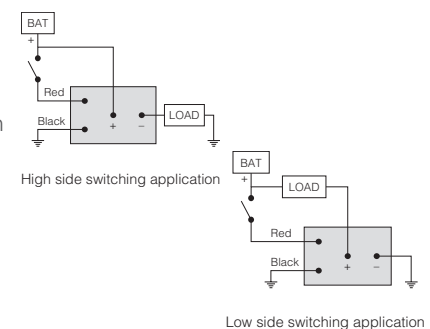 BAT
+
Red
Black
+ −
LOAD
n
High side switching application
BAT
+
LOAD
Red
Black
+ −
Low side switching application